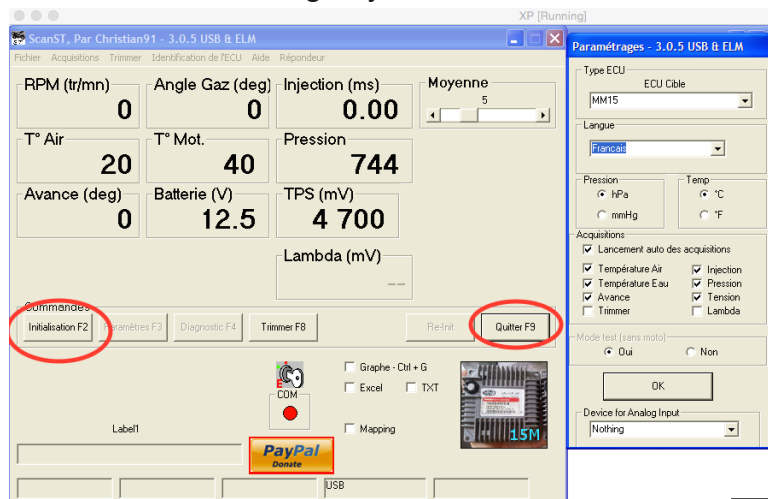 XP [Runn
ing]
ScanST, Par Christian91 - 3.0.5 USB & ELM
Fichier Acquisitions Trimmer Identification de l'ECU Aide Répondeur
RPM (tr/mn)
0
Angle Gaz (deg)
0
Injection (ms)
0.00
Moyenne
5
T° Air
20
T° Mot.
40
Pression
744
Avance (deg)
0
Batterie (V)
12.5
TPS (mV)
4 700
Lambda (mV)
--
Commandes
Initialisation F2
Paramètres F3
Diagnostic F4
Trimmer F8
Re-Init
Quitter F9
COM
Graphe - Ctrl + G
Excel
TXT
Mapping
15M
Label1
PayPal
Donate
USB
Paramétrages - 3.0.5 USB & ELM
Type ECU
ECU Cible
MM15
Langue
Francais
Pression
hPa
mmHg
Temp
°C
°F
Acquisitions
Lancement auto des acquisitions
Température Air
Injection
Température Eau
Pression
Avance
Tension
Trimmer
Lambda
Mode test (sans moto)
Oui
Non
OK
Device for Analog Input
Nothing